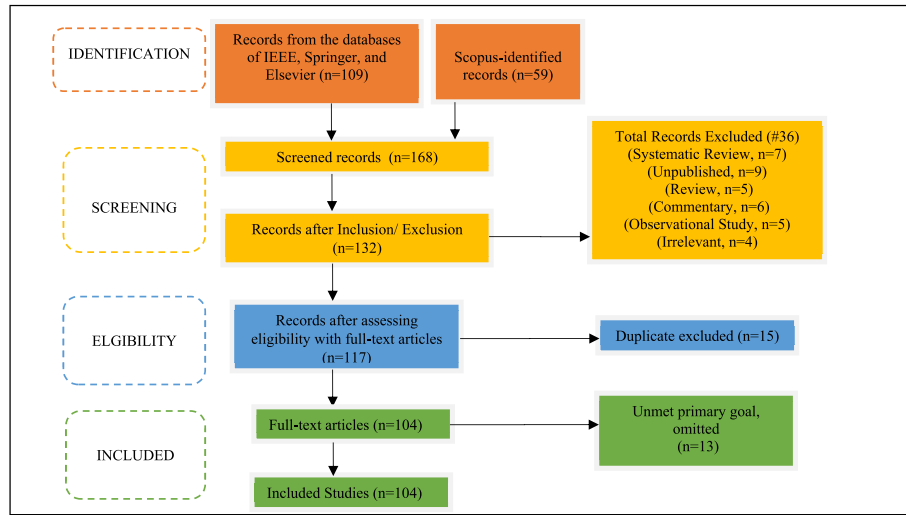 IDENTIFICATION
Records from the databases
of IEEE, Springer, and
Elsevier (n=109)
Scopus-identified
records (n=59)
SCREENING
Screened records (n=168)
Records after Inclusion/ Exclusion
(n=132)
Total Records Excluded (#36)
(Systematic Review, n=7)
(Unpublished, n=9)
(Review, n=5)
(Commentary, n=6)
(Observational Study, n=5)
(Irrelevant, n=4)
ELGIBILITY
Records after assessing
eligibility with full-text articles
(n=117)
Duplicate excluded (n=15)
INCLUDED
Full-text articles (n=104)
Unmet primary goal,
omitted
(n=13)
Included Studies (n=104)